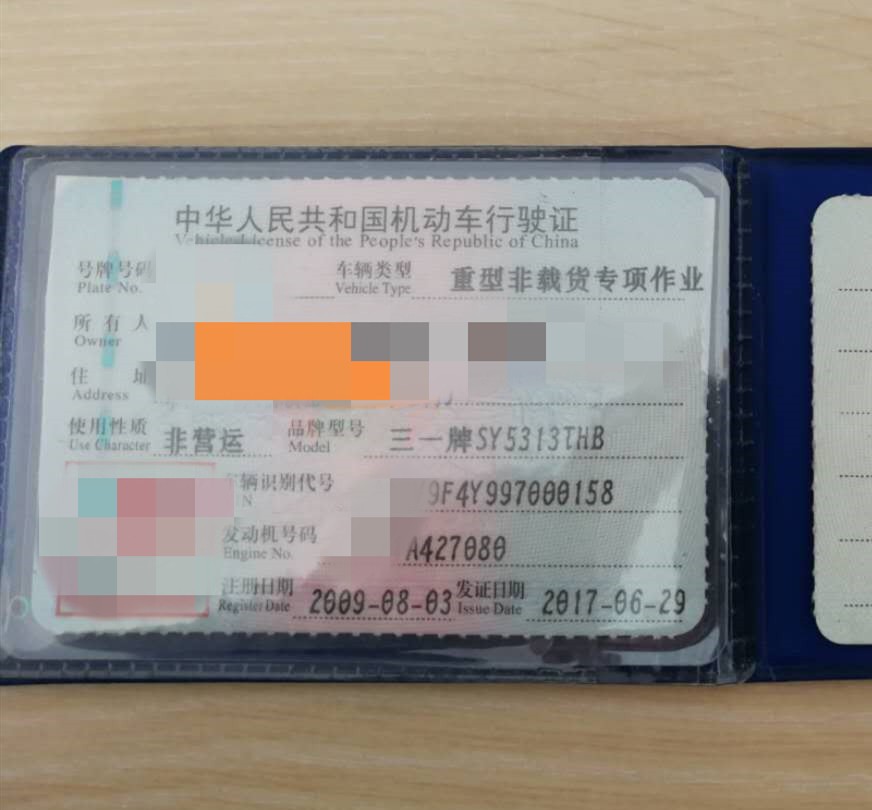 中华人民共和国机动车行驶证
Vehicle License of the People's Republic of China
号牌号码 车辆类型 重型非载货专项作业
Plate No. Vehicle Type
所有人
Owner
住址
Address
使用性质 非营运 品牌型号 三一牌SY5313THB
Use Character Model
车辆识别代号 9F4Y997000158
N
发动机号码 A427080
Engine No.
注册日期 2009-08-03 发证日期 2017-06-29
Register Date Issue Date